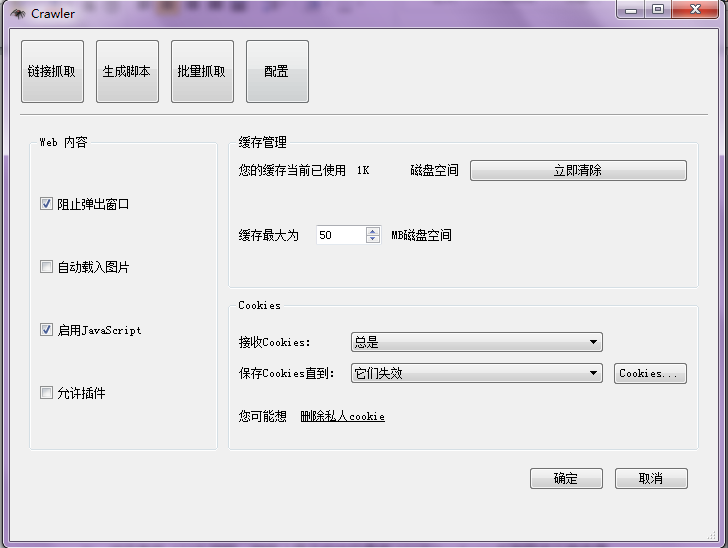 Crawler
链接抓取 生成脚本 批量抓取 配置
Web 内容
阻止弹出窗口
自动载入图片
启用JavaScript
允许插件
缓存管理
您的缓存当前已使用 1K 磁盘空间 立即清除
缓存最大为 50 MB磁盘空间
Cookies
接收Cookies: 总是
保存Cookies直到: 它们失效 Cookies...
您可能想 删除私人cookie
确定 取消